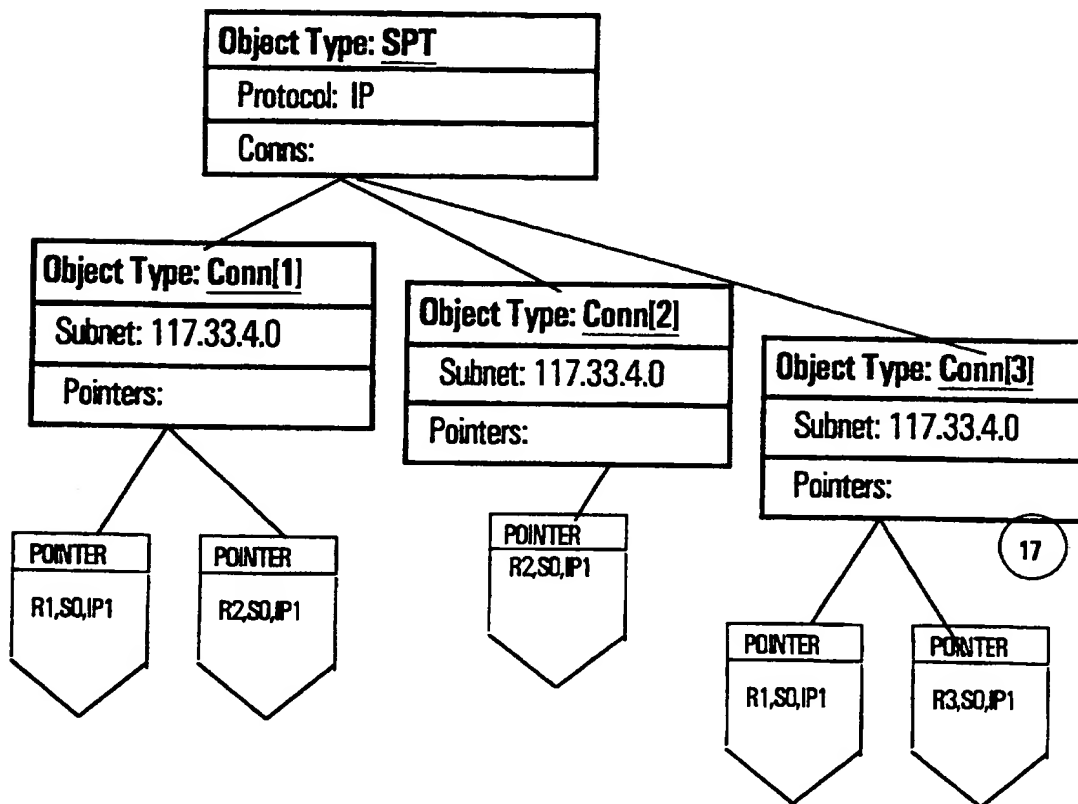 Object Type: SPT
Protocol: IP
Conns:
Object Type: Conn[1]
Subnet: 117.33.4.0
Pointers:
Object Type: Conn[2]
Subnet: 117.33.4.0
Pointers:
Object Type: Conn[3]
Subnet: 117.33.4.0
Pointers:
17
POINTER
R1,S0,IP1
POINTER
R2,S0,IP1
POINTER
R2,S0,IP1
POINTER
R1,S0,IP1
POINTER
R3,S0,IP1